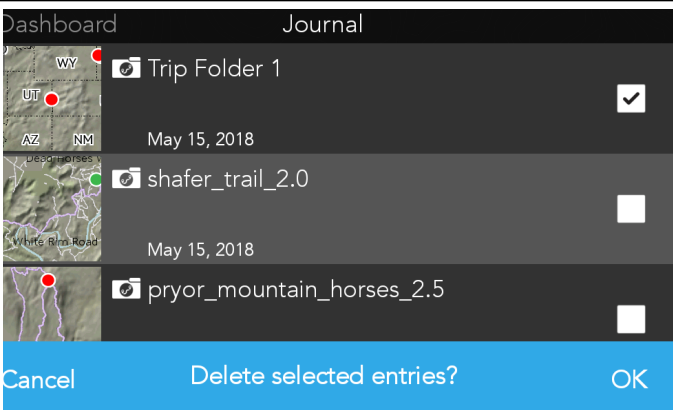 Dashboard
Journal
WY
UT
AZ
NM
Trip Folder 1
May 15, 2018
Dead Horses
White Rim Road
shafer_trail_2.0
May 15, 2018
pryor_mountain_horses_2.5
Cancel
Delete selected entries?
OK